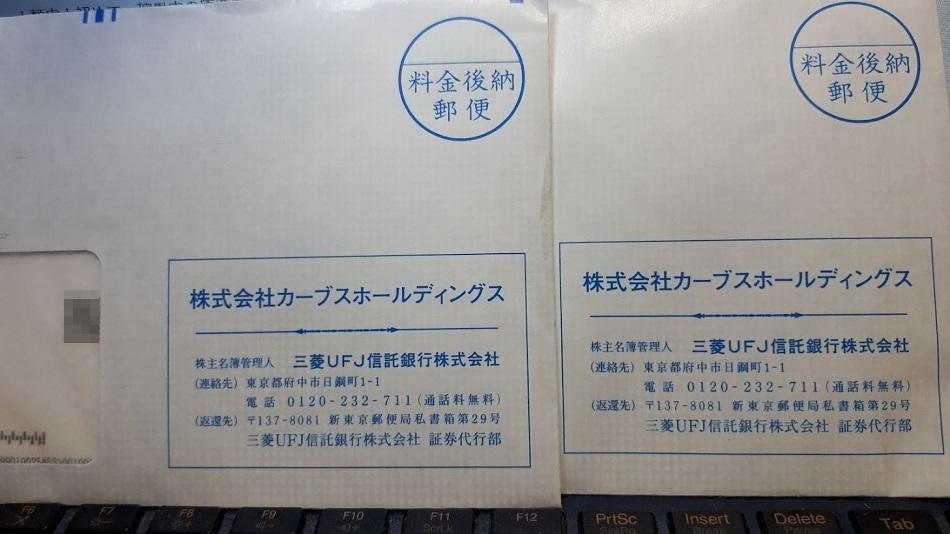 料金後納
郵便
株式会社カーブスホールディングス
株主名簿管理人 三菱UFJ信託銀行株式会社
(連絡先) 東京都府中市日鋼町1-1
電話 0120-232-711(通話料無料)
(返還先) 〒137-8081 新東京郵便局私書箱第29号
三菱UFJ信託銀行株式会社 証券代行部
料金後納
郵便
株式会社カーブスホールディングス
株主名簿管理人 三菱UFJ信託銀行株式会社
(連絡先) 東京都府中市日鋼町1-1
電話 0120-232-711(通話料無料)
(返還先) 〒137-8081 新東京郵便局私書箱第29号
三菱UFJ信託銀行株式会社 証券代行部
F6 F7 F8 F9 F10 F11 F12 PrtSc Insert Delete Tab
ScrLk SysRq Pause